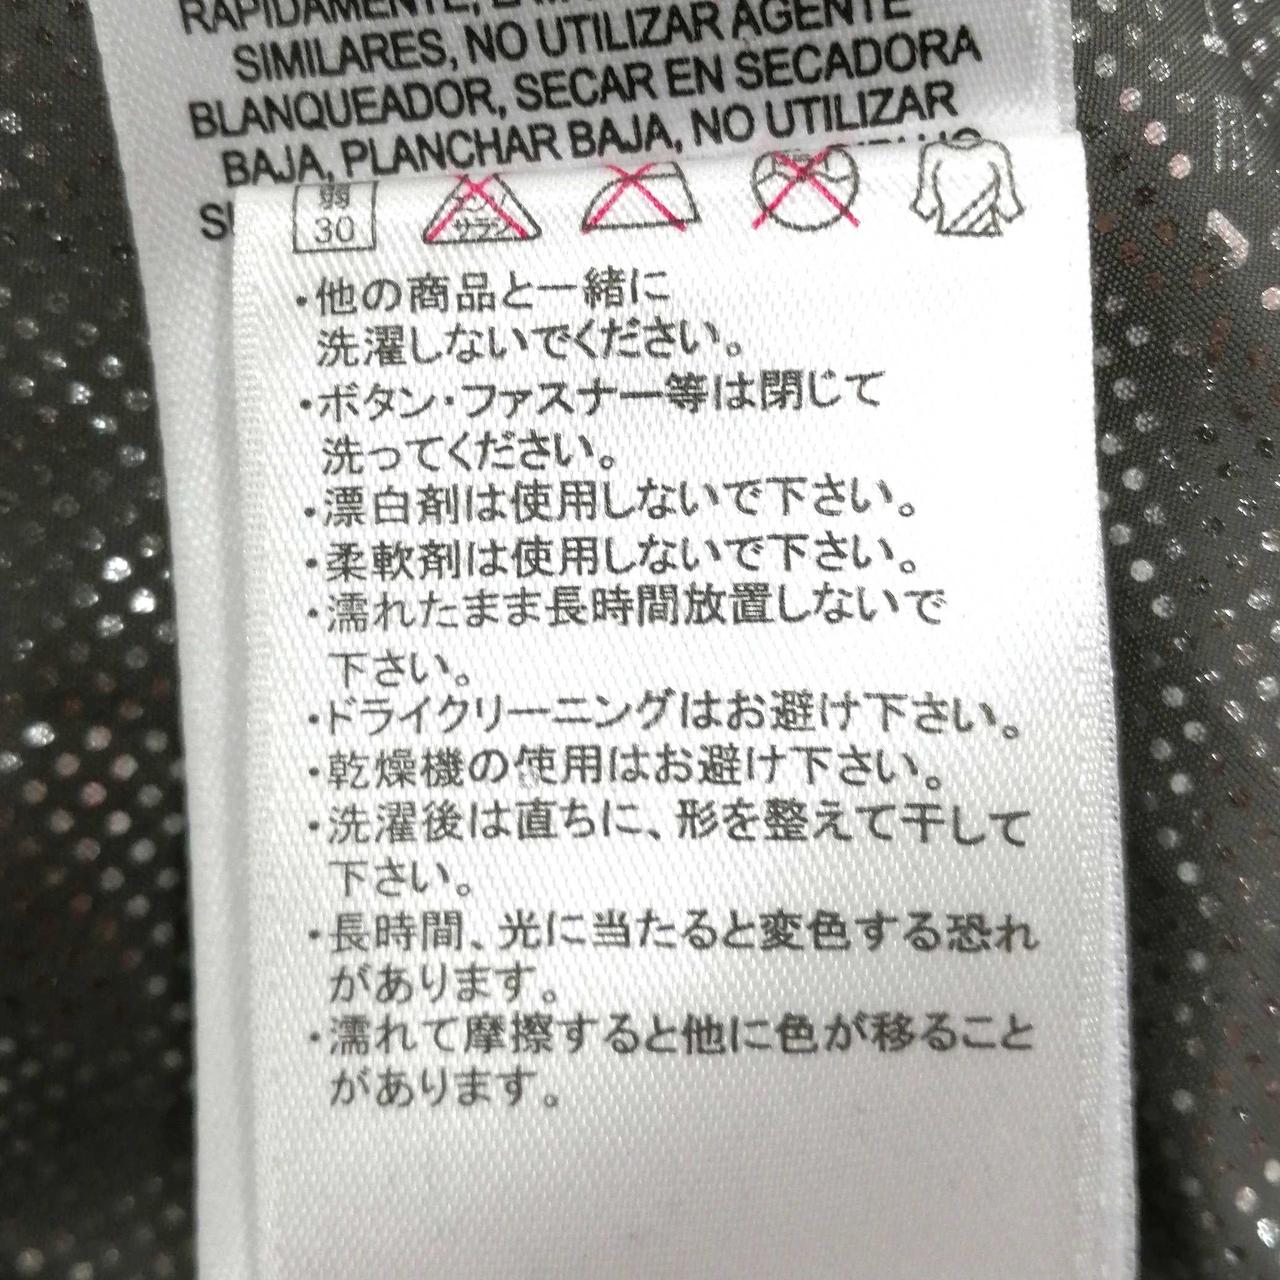 RAPIDAMENTE,
SIMILARES, NO UTILIZAR AGENTE
BLANQUEADOR, SECAR EN SECADORA
BAJA, PLANCHAR BAJA, NO UTILIZAR
弱
30
サラシ
・他の商品と一緒に
洗濯しないでください。
・ボタン・ファスナー等は閉じて
洗ってください。
・漂白剤は使用しないで下さい。
・柔軟剤は使用しないで下さい。
・濡れたまま長時間放置しないで
下さい。
・ドライクリーニングはお避け下さい。
・乾燥機の使用はお避け下さい。
・洗濯後は直ちに、形を整えて干して
下さい。
・長時間、光に当たると変色する恐れ
があります。
・濡れて摩擦すると他に色が移ること
があります。